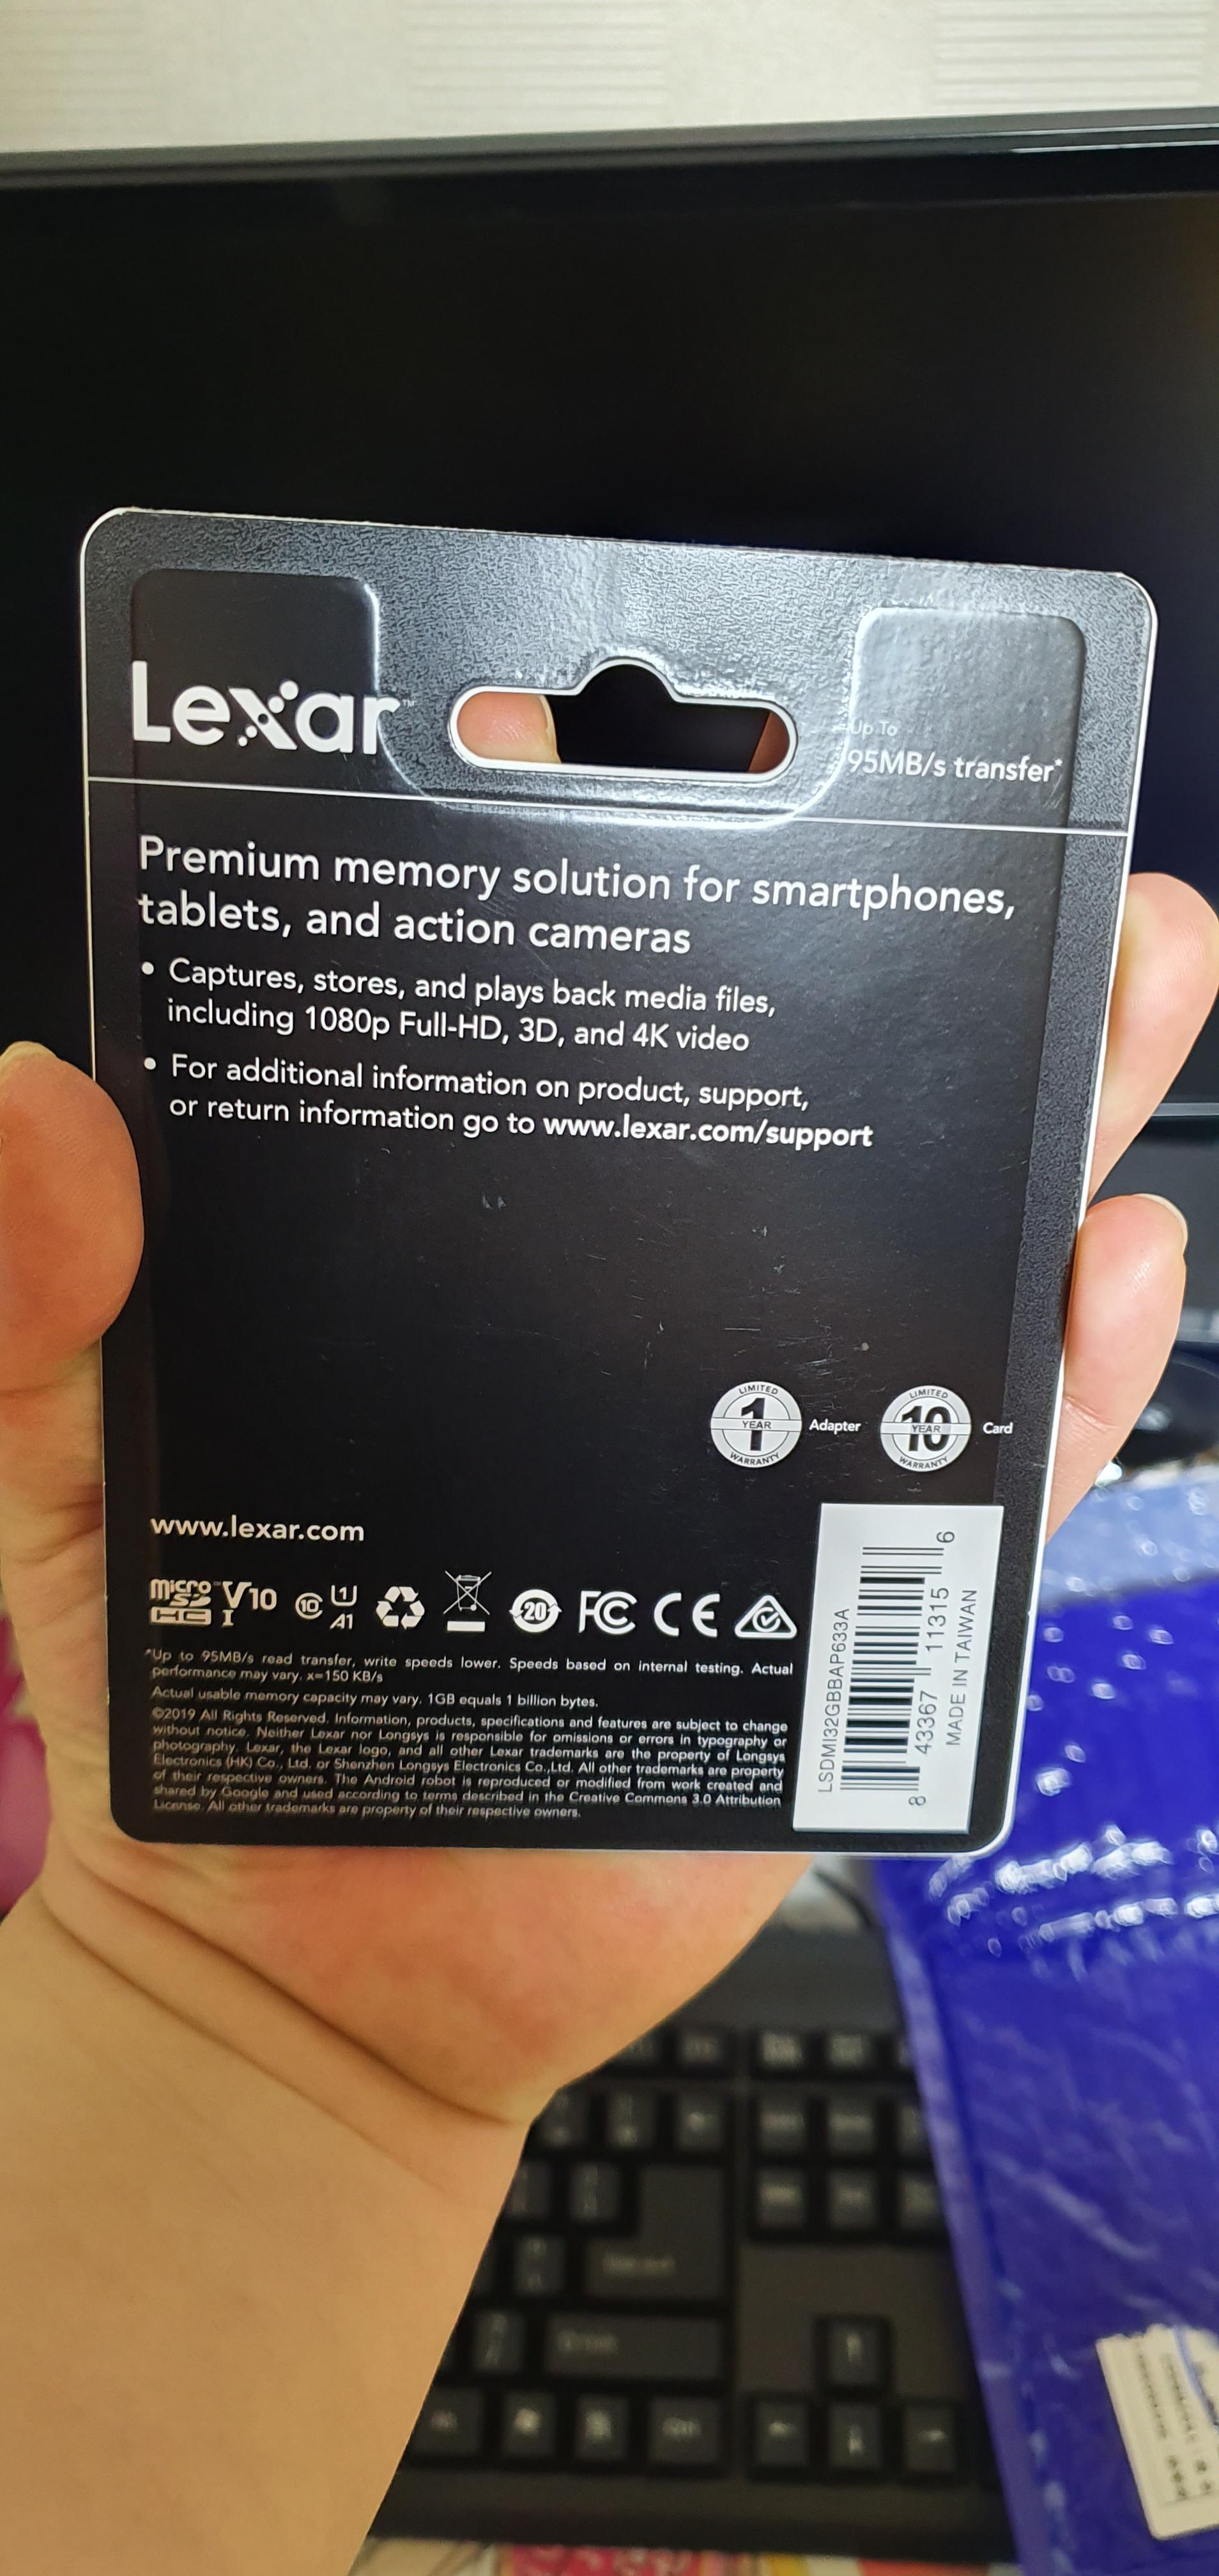 Lexar™
Up To
95MB/s transfer*
Premium memory solution for smartphones,
tablets, and action cameras
• Captures, stores, and plays back media files,
including 1080p Full-HD, 3D, and 4K video
• For additional information on product, support,
or return information go to www.lexar.com/support
LIMITED
1
YEAR
WARRANTY
Adapter
LIMITED
10
YEAR
WARRANTY
Card
www.lexar.com
micro SD HC I V10 10 1 A1 20 FC CE
*Up to 95MB/s read transfer, write speeds lower. Speeds based on internal testing. Actual
performance may vary. x=150 KB/s
Actual usable memory capacity may vary. 1GB equals 1 billion bytes.
©2019 All Rights Reserved. Information, products, specifications and features are subject to change
without notice. Neither Lexar nor Longsys is responsible for omissions or errors in typography or
photography. Lexar, the Lexar logo, and all other Lexar trademarks are the property of Longsys
Electronics (HK) Co., Ltd. or Shenzhen Longsys Electronics Co.,Ltd. All other trademarks are property
of their respective owners. The Android robot is reproduced or modified from work created and
shared by Google and used according to terms described in the Creative Commons 3.0 Attribution
License. All other trademarks are property of their respective owners.
LSDMI32GBBAP633A
8 43367 11315 6
MADE IN TAIWAN